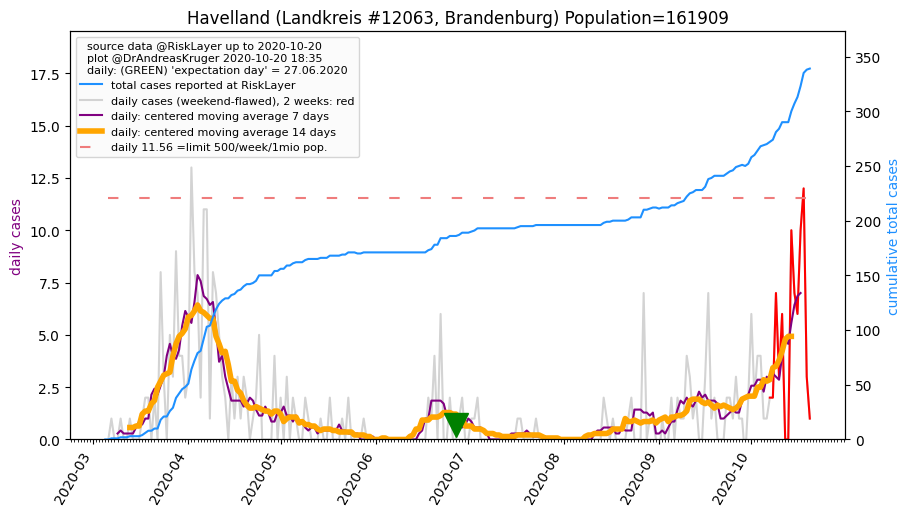 Havelland (Landkreis #12063, Brandenburg) Population=161909
source data @RiskLayer up to 2020-10-20
plot @DrAndreasKruger 2020-10-20 18:35
daily: (GREEN) 'expectation day' = 27.06.2020
total cases reported at RiskLayer
daily cases (weekend-flawed), 2 weeks: red
daily: centered moving average 7 days
daily: centered moving average 14 days
daily 11.56 =limit 500/week/1mio pop.
daily cases
17.5
15.0
12.5
10.0
7.5
5.0
2.5
0.0
350
300
250
200
150
100
50
0
cumulative total cases
2020-03
2020-04
2020-05
2020-06
2020-07
2020-08
2020-09
2020-10